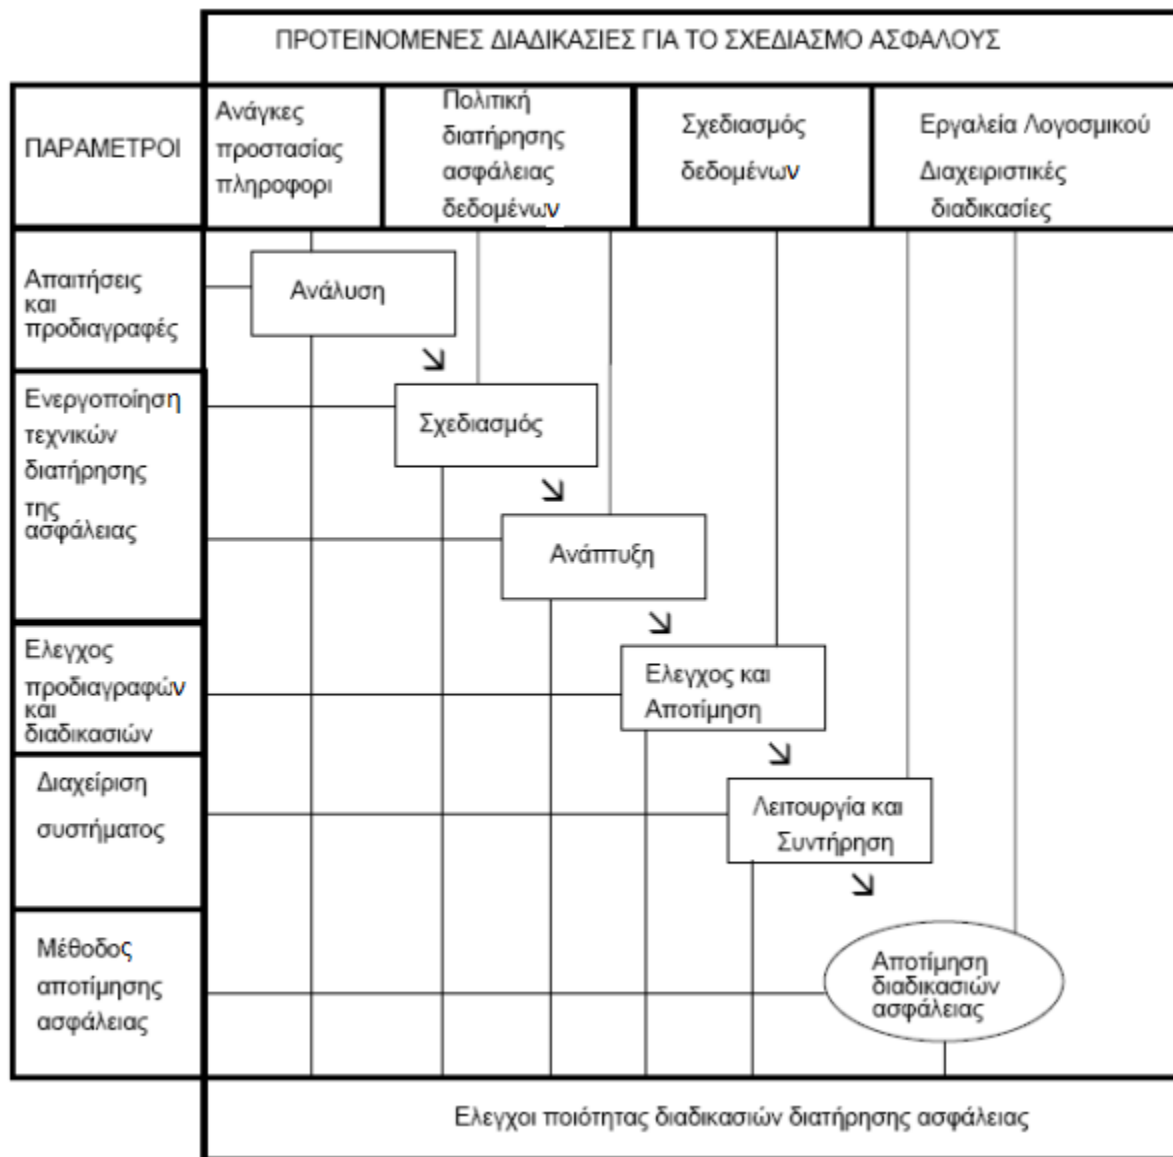 ΠΡΟΤΕΙΝΟΜΕΝΕΣ ΔΙΑΔΙΚΑΣΙΕΣ ΓΙΑ ΤΟ ΣΧΕΔΙΑΣΜΟ ΑΣΦΑΛΟΥΣ
ΠΑΡΑΜΕΤΡΟΙ
Ανάγκες
προστασίας
πληροφορι
Πολιτική
διατήρησης
ασφάλειας
δεδομένων
Σχεδιασμός
δεδομένων
Εργαλεία Λογοσμικού
Διαχειριστικές
διαδικασίες
Απαιτήσεις
και
προδιαγραφές
Ανάλυση
Ενεργοποίηση
τεχνικών
διατήρησης
της
ασφάλειας
Σχεδιασμός
Ανάπτυξη
Ελεγχος
προδιαγραφών
και
διαδικασιών
Ελεγχος και
Αποτίμηση
Διαχείριση
συστήματος
Λειτουργία και
Συντήρηση
Μέθοδος
αποτίμησης
ασφάλειας
Αποτίμηση
διαδικασιών
ασφάλειας
Ελεγχοι ποιότητας διαδικασιών διατήρησης ασφάλειας